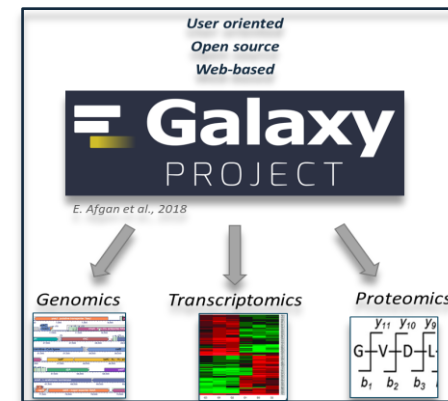 User oriented
Open source
Web-based
Galaxy
PROJECT
E. Afgan et al., 2018
Genomics Transcriptomics Proteomics
y11 y10 y9
G V D L
b1 b2 b3